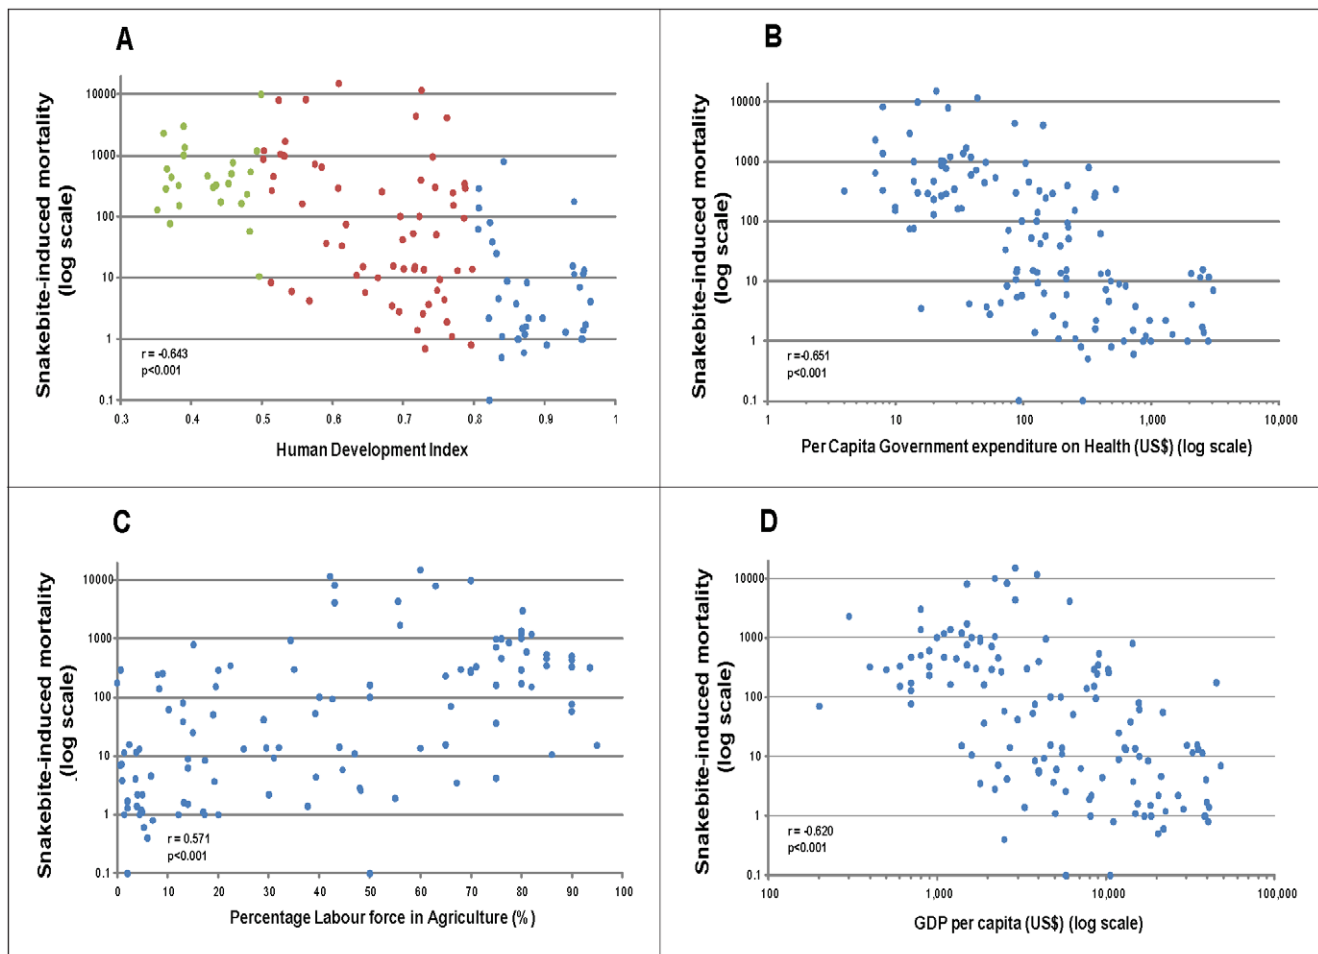 A
Snakebite-induced mortality
(log scale)
10000
1000
100
10
1
0.1
r = -0.643
p<0.001
0.3 0.4 0.5 0.6 0.7 0.8 0.9 1
Human Development Index
B
Snakebite-induced mortality
(log scale)
10000
1000
100
10
1
0.1
r=-0.651
p<0.001
1 10 100 1,000 10,000
Per Capita Government expenditure on Health (US$) (log scale)
C
Snakebite-induced mortality
(log scale)
10000
1000
100
10
1
0.1
r = 0.571
p<0.001
0 10 20 30 40 50 60 70 80 90 100
Percentage Labour force in Agriculture (%)
D
Snakebite-induced mortality
(log scale)
10000
1000
100
10
1
0.1
r = -0.620
p<0.001
100 1,000 10,000 100,000
GDP per capita (US$) (log scale)